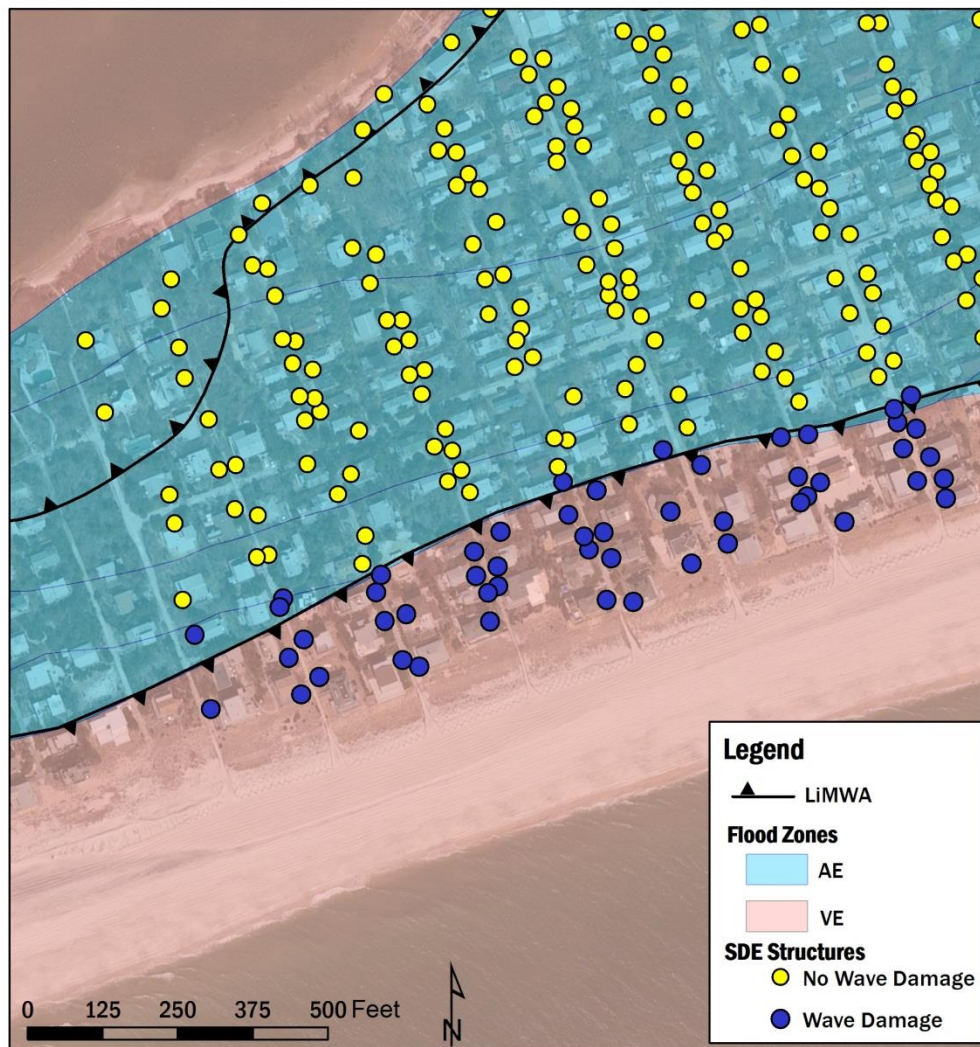 Legend
LiMWA
Flood Zones
AE
VE
SDE Structures
No Wave Damage
Wave Damage
0 125 250 375 500 Feet
N